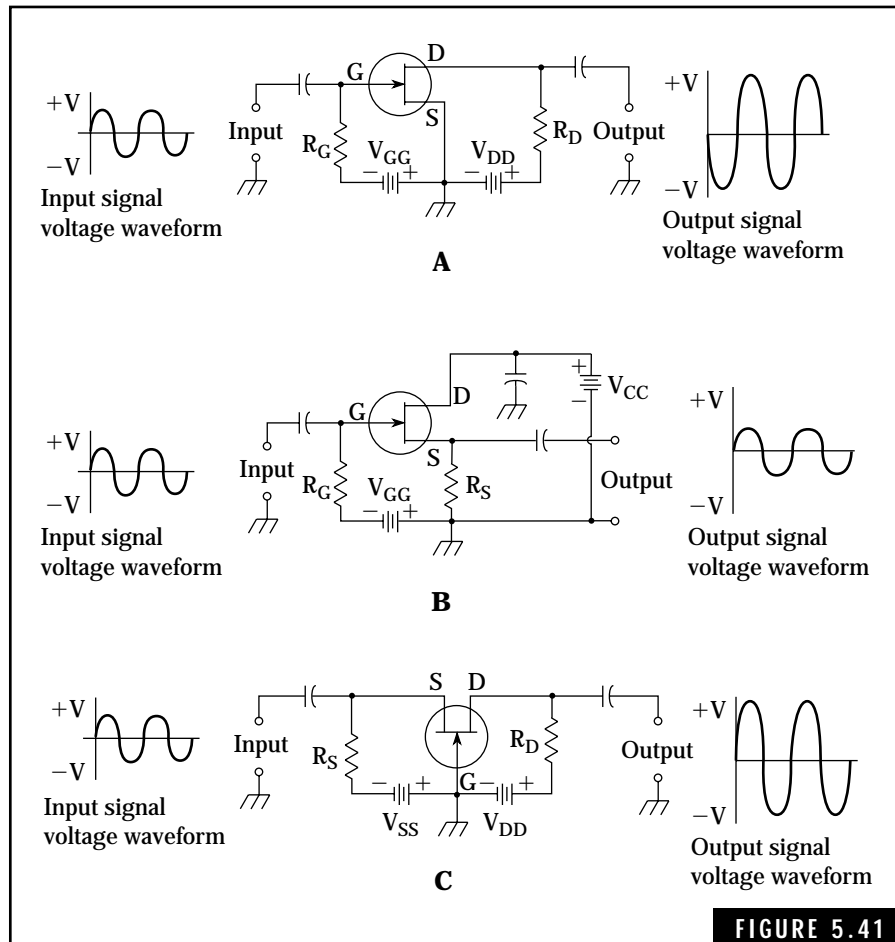 D
G
S
+V
−V
Input
R_G
V_GG
− +
V_DD
− +
R_D
Output
+V
−V
Input signal
voltage waveform
Output signal
voltage waveform
A
D
G
S
+V
−V
Input
R_G
V_GG
− +
R_S
+
−
V_CC
Output
+V
−V
Input signal
voltage waveform
Output signal
voltage waveform
B
S D
+V
−V
Input
R_S
− +
V_SS
G
− +
V_DD
R_D
Output
+V
−V
Input signal
voltage waveform
Output signal
voltage waveform
C
FIGURE 5.41